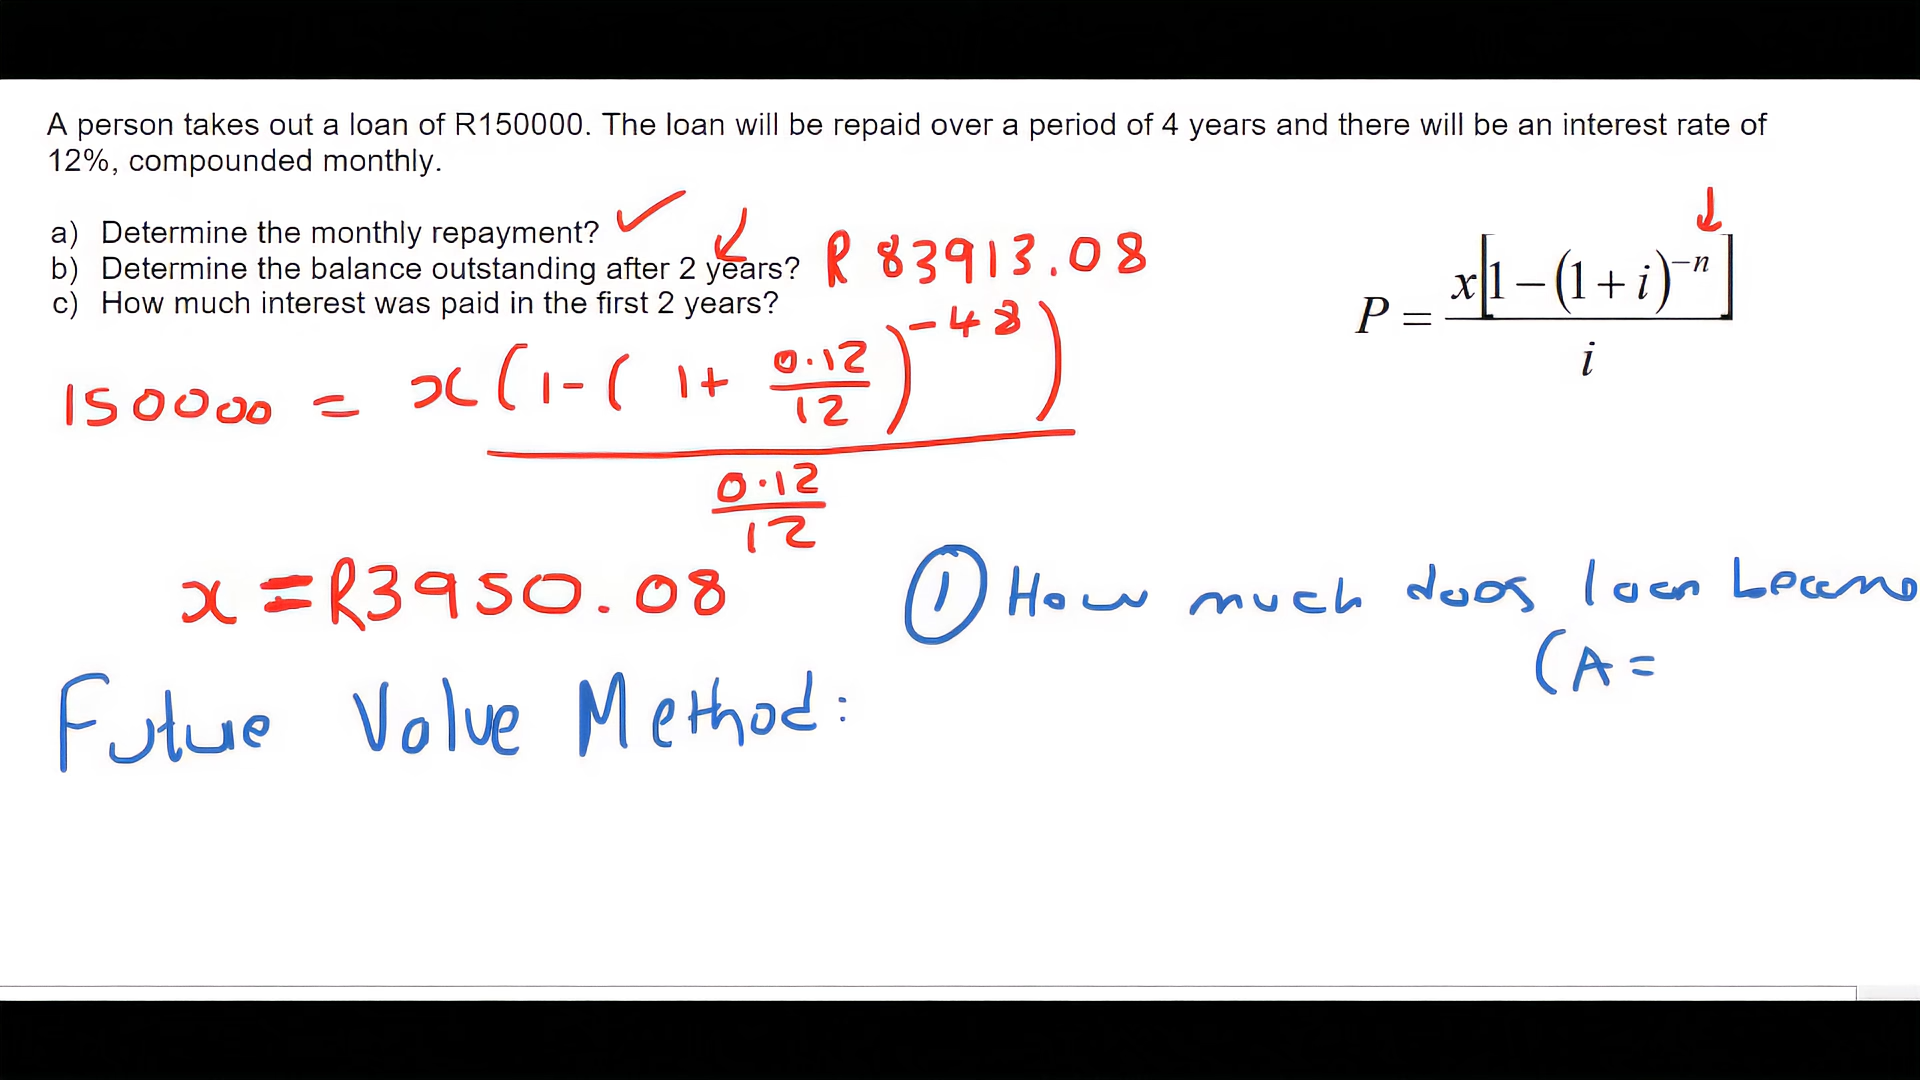 A person takes out a loan of R150000. The loan will be repaid over a period of 4 years and there will be an interest rate of
12%, compounded monthly.
a) Determine the monthly repayment?
b) Determine the balance outstanding after 2 years? R 83913.08
c) How much interest was paid in the first 2 years?
P = x[1−(1+i)^−n] / i
150000 = x(1-(1+ 0.12/12)^-48) / 0.12/12
x = R3950.08
① How much does loan become
(A =
Future Value Method: